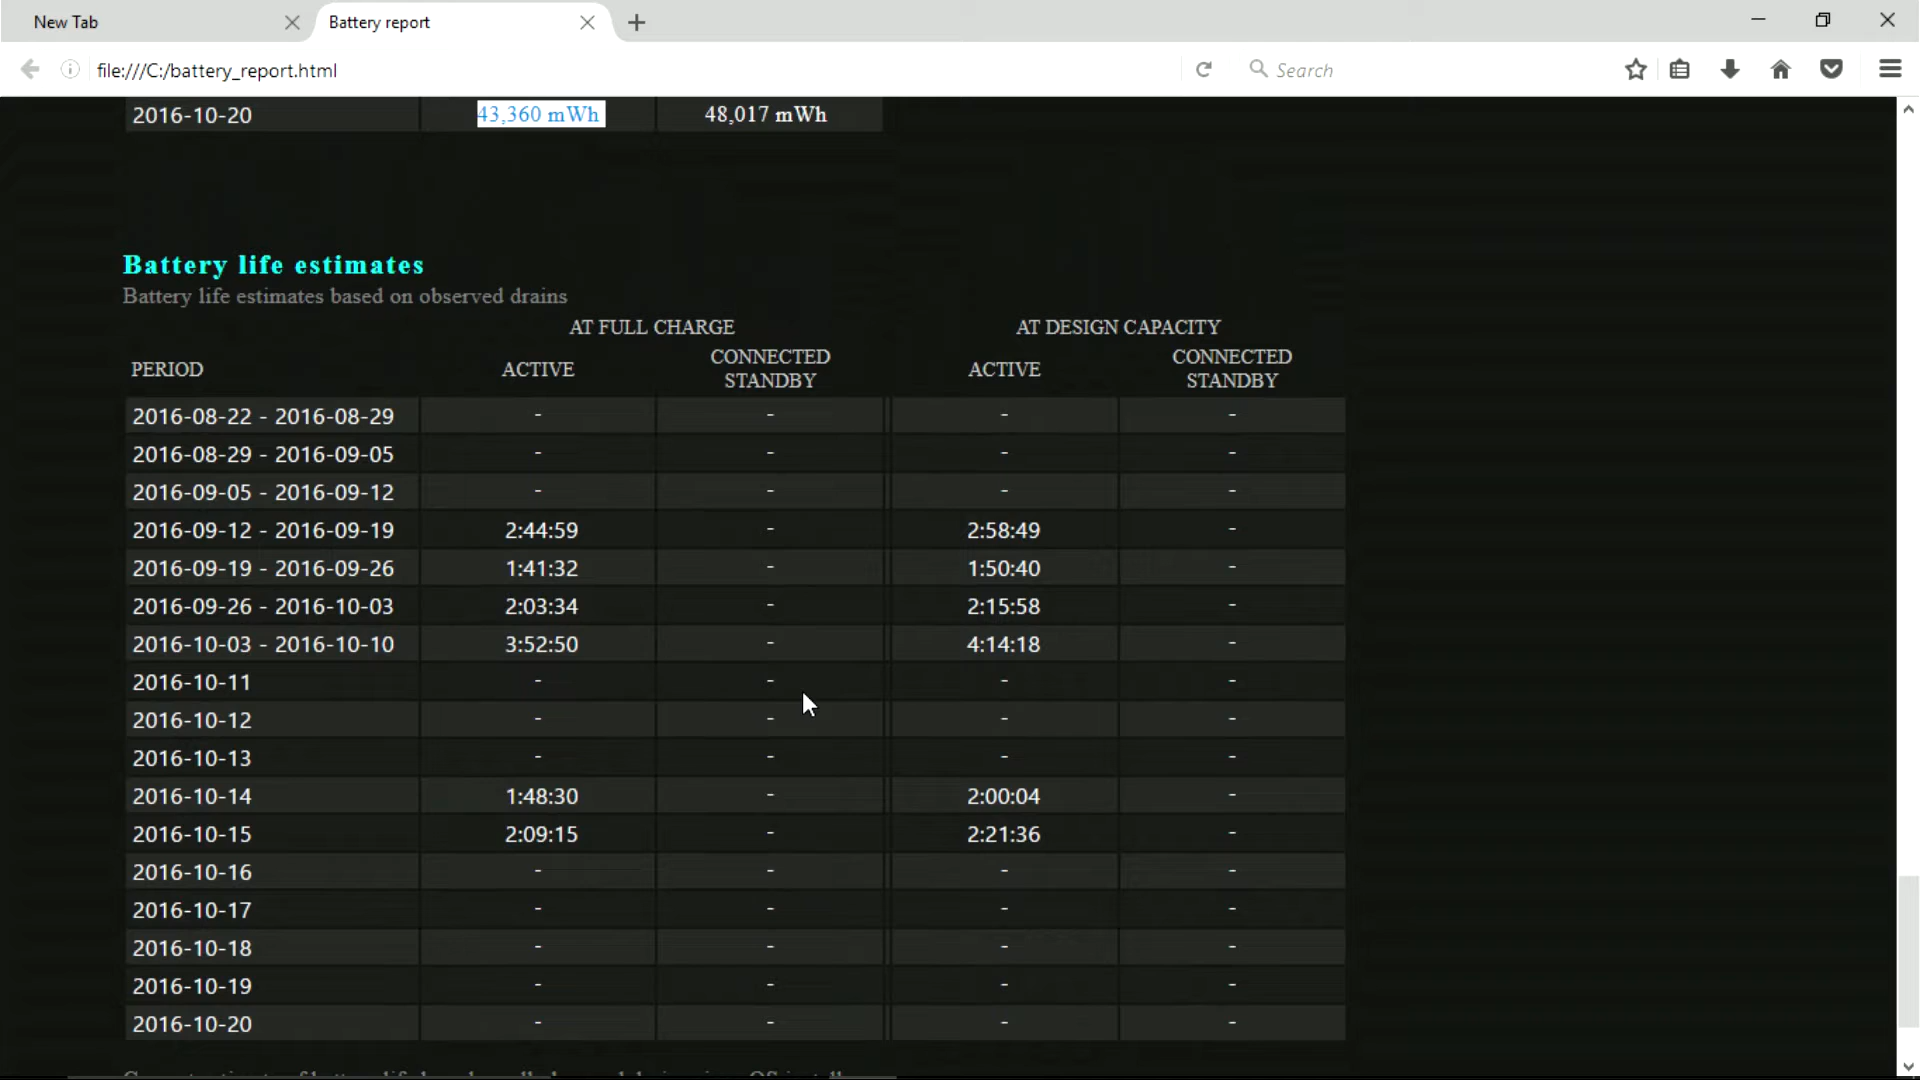 New Tab
Battery report
file:///C:/battery_report.html
Search
2016-10-20 43,360 mWh 48,017 mWh
Battery life estimates
Battery life estimates based on observed drains
AT FULL CHARGE AT DESIGN CAPACITY
PERIOD ACTIVE CONNECTED STANDBY ACTIVE CONNECTED STANDBY
2016-08-22 - 2016-08-29 - - - -
2016-08-29 - 2016-09-05 - - - -
2016-09-05 - 2016-09-12 - - - -
2016-09-12 - 2016-09-19 2:44:59 - 2:58:49 -
2016-09-19 - 2016-09-26 1:41:32 - 1:50:40 -
2016-09-26 - 2016-10-03 2:03:34 - 2:15:58 -
2016-10-03 - 2016-10-10 3:52:50 - 4:14:18 -
2016-10-11 - - - -
2016-10-12 - - - -
2016-10-13 - - - -
2016-10-14 1:48:30 - 2:00:04 -
2016-10-15 2:09:15 - 2:21:36 -
2016-10-16 - - - -
2016-10-17 - - - -
2016-10-18 - - - -
2016-10-19 - - - -
2016-10-20 - - - -